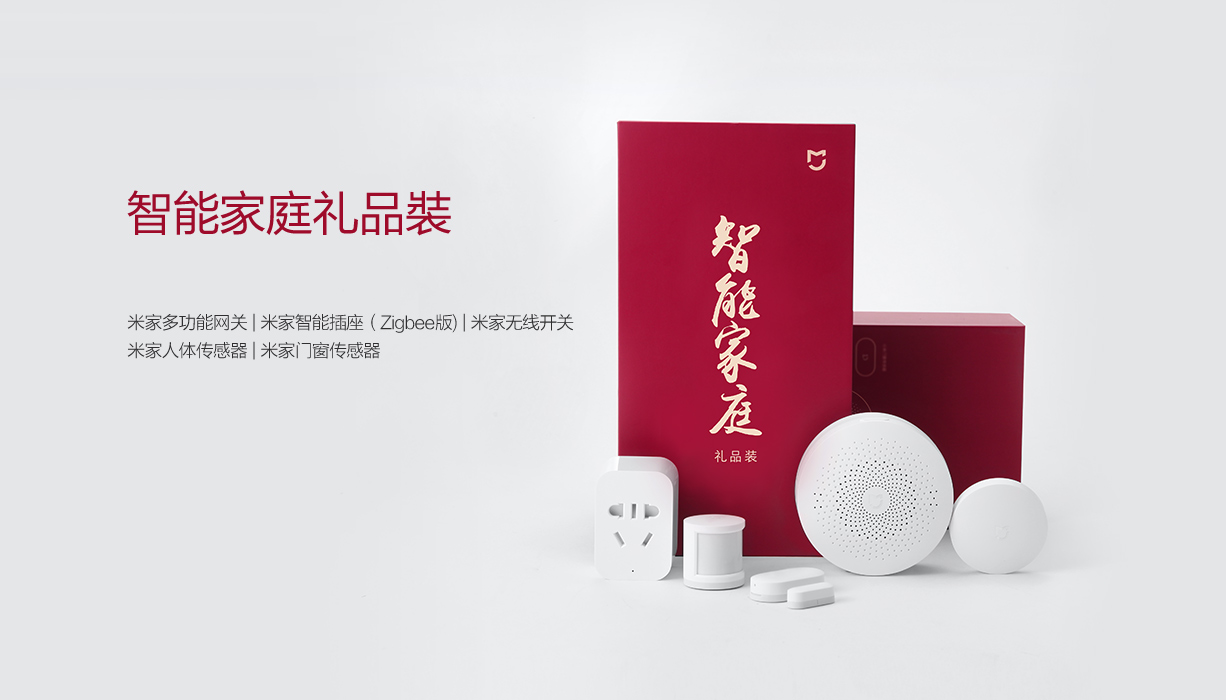 智能家庭礼品裝
米家多功能网关 | 米家智能插座 ( Zigbee版) | 米家无线开关
米家人体传感器 | 米家门窗传感器
智能家庭
礼品装